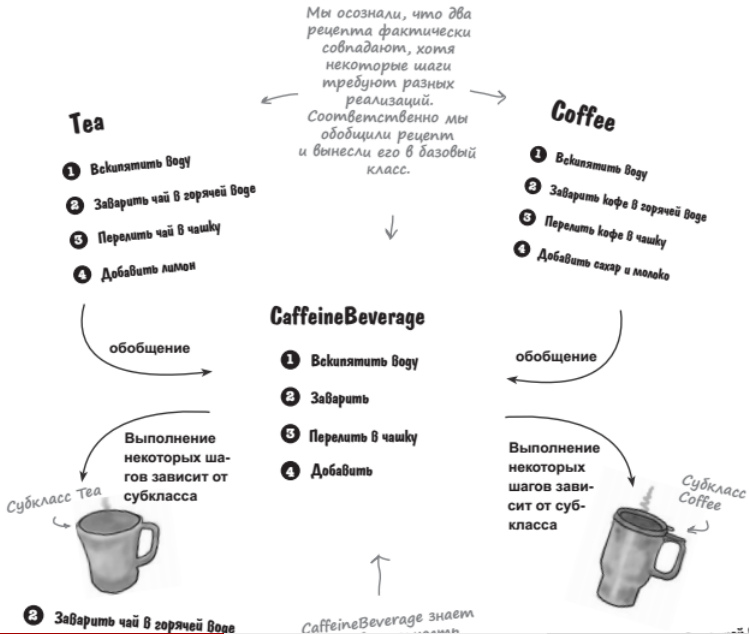 Мы осознали, что два
рецепта фактически
совпадают, хотя
некоторые шаги
требуют разных
реализаций.
Соответственно мы
обобщили рецепт
и вынесли его в базовый
класс.
Tea
1 Вскипятить воду
2 Заварить чай в горячей воде
3 Перелить чай в чашку
4 Добавить лимон
Coffee
1 Вскипятить воду
2 Заварить кофе в горячей воде
3 Перелить кофе в чашку
4 Добавить сахар и молоко
обобщение
CaffeineBeverage
1 Вскипятить воду
2 Заварить
3 Перелить в чашку
4 Добавить
обобщение
Выполнение
некоторых ша-
гов зависит от
субкласса
Субкласс Tea
Выполнение
некоторых
шагов зави-
сит от суб-
класса
Субкласс
Coffee
2 Заварить чай в горячей воде
CaffeineBeverage знает